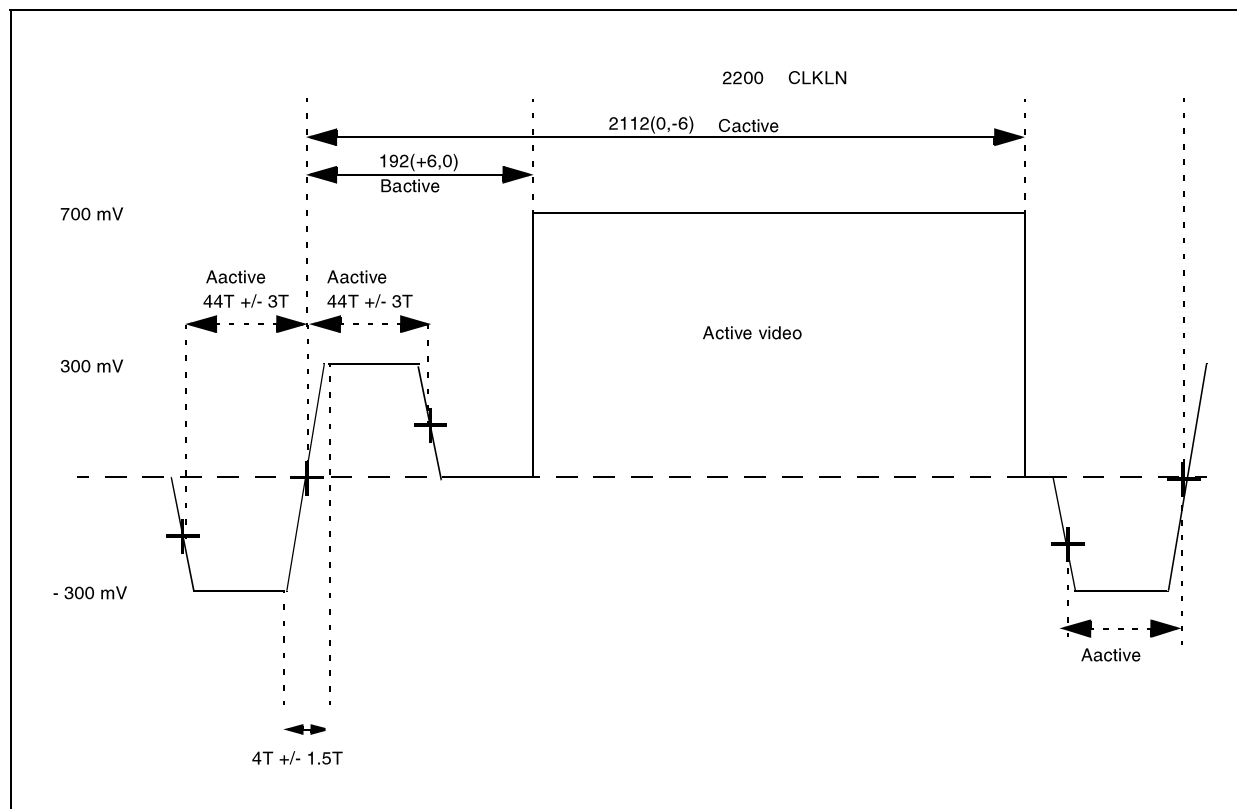 2200 CLKLN
2112(0,-6) Cactive
192(+6,0)
Bactive
700 mV
Aactive
44T +/- 3T
Aactive
44T +/- 3T
Active video
300 mV
- 300 mV
Aactive
4T +/- 1.5T